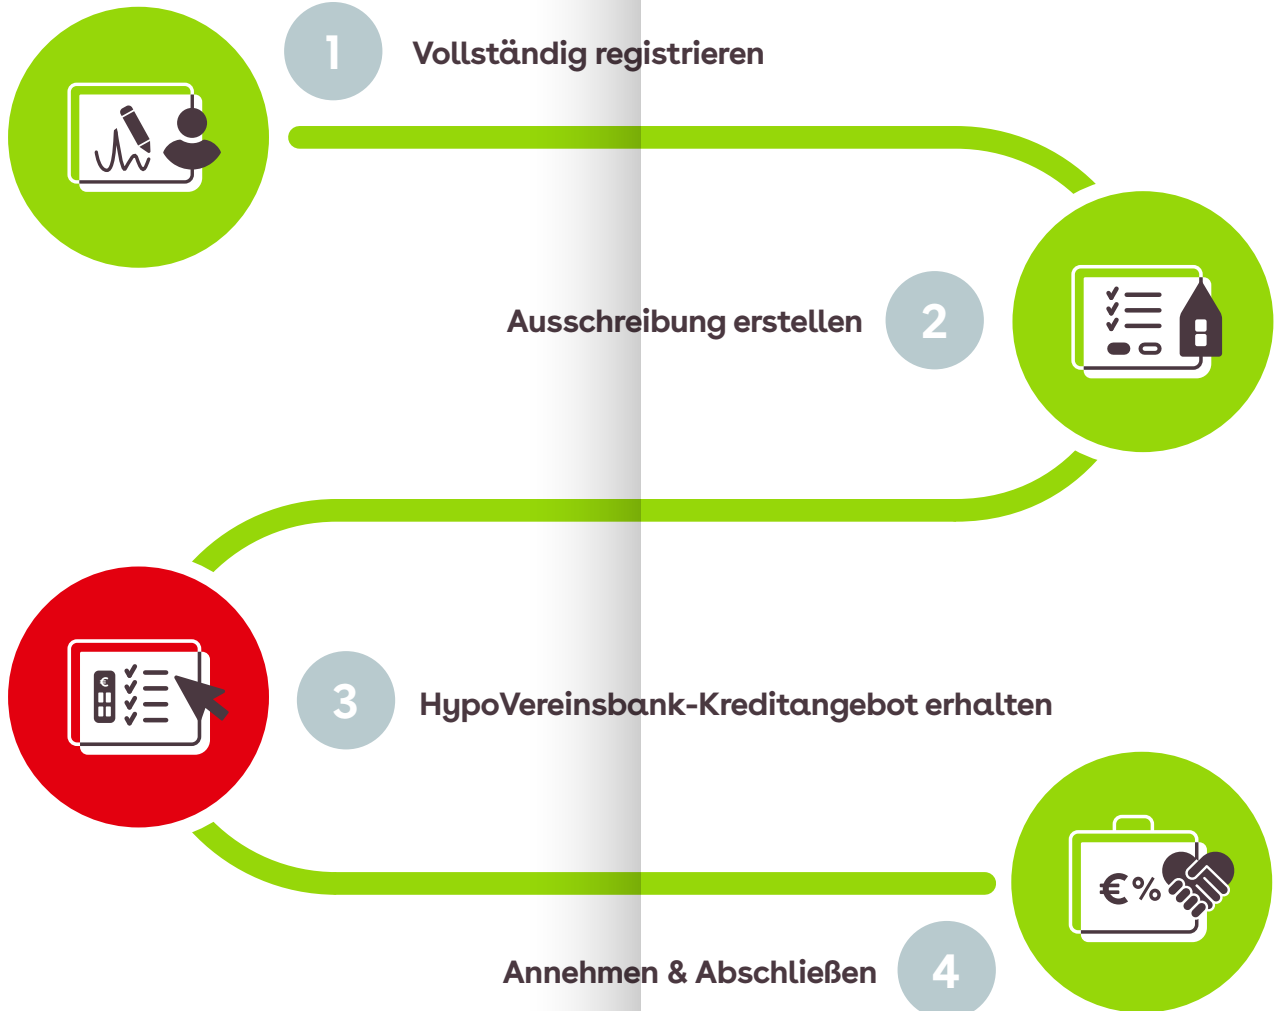 1
Vollständig registrieren
Ausschreibung erstellen
2
€
3
HypoVereinsbank-Kreditangebot erhalten
€%
Annehmen & Abschließen
4